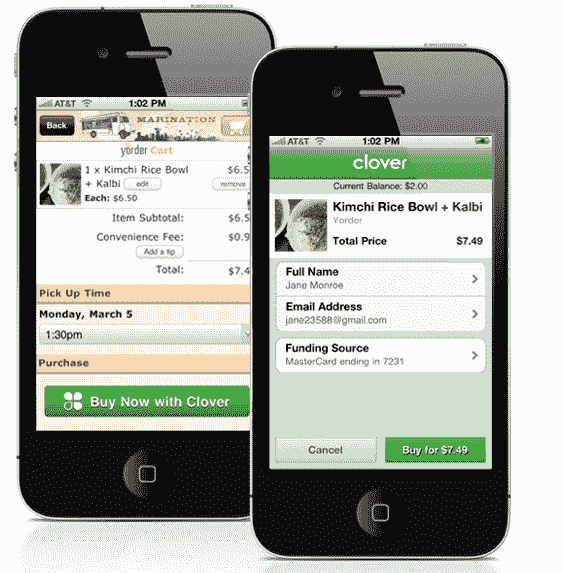 AT&T 1:02 PM
Back MARINATION
yorder Cart
1 x Kimchi Rice Bowl $6.5
+ Kalbi edit remove
Each: $6.50
Item Subtotal: $6.5
Convenience Fee: $0.9
Add a tip
Total: $7.4
Pick Up Time
Monday, March 5
1:30pm
Purchase
Buy Now with Clover
AT&T 1:02 PM
clover
Current Balance: $2.00
Kimchi Rice Bowl + Kalbi
Yorder
Total Price $7.49
Full Name
Jane Monroe
Email Address
jane23588@gmail.com
Funding Source
MasterCard ending in 7231
Cancel Buy for $7.49